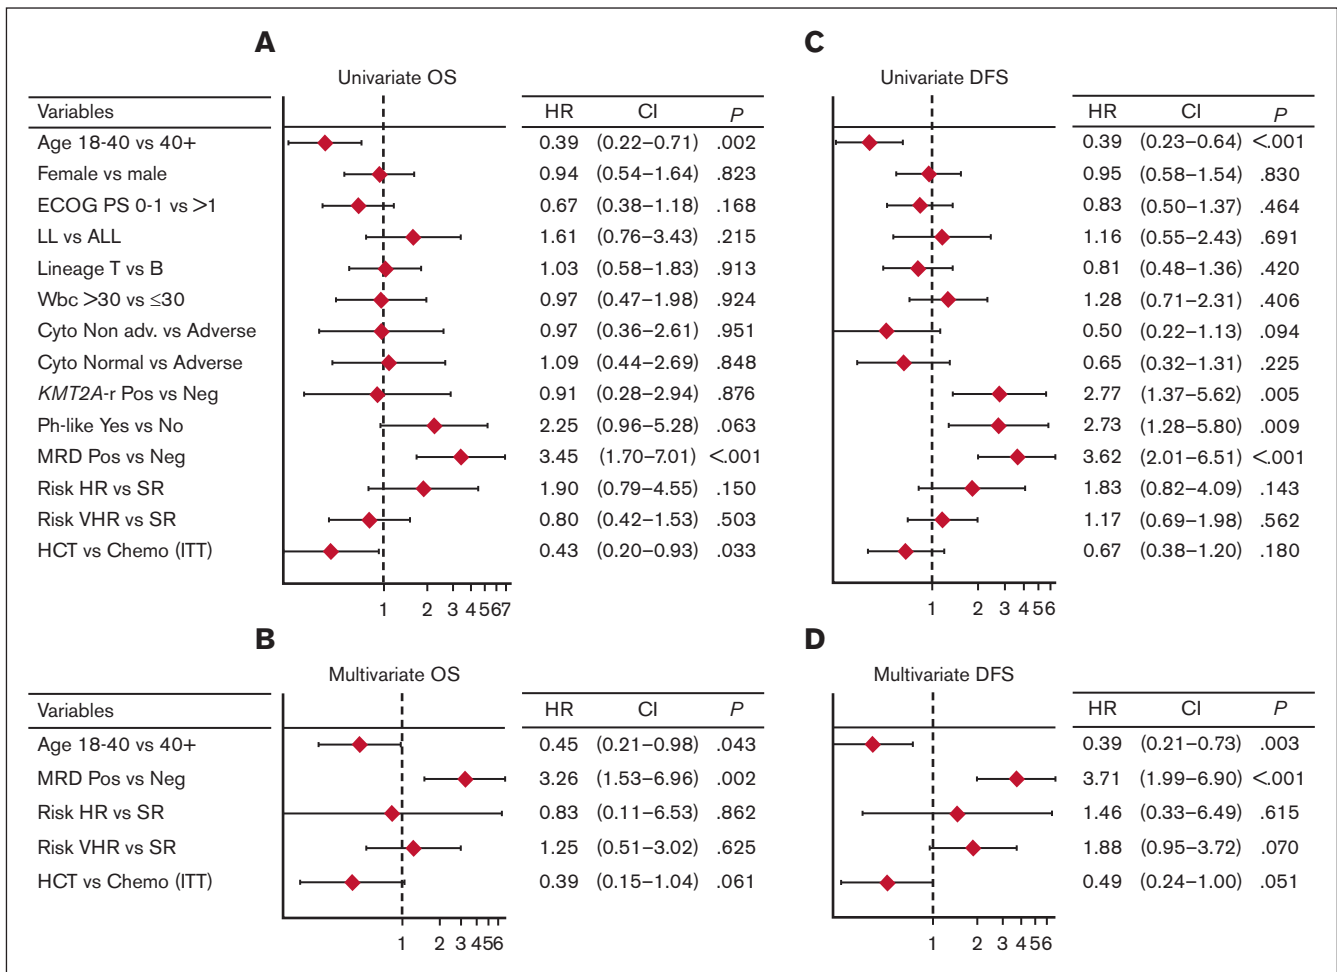 A
Univariate OS
Variables HR CI P
Age 18-40 vs 40+ 0.39 (0.22–0.71) .002
Female vs male 0.94 (0.54–1.64) .823
ECOG PS 0-1 vs >1 0.67 (0.38–1.18) .168
LL vs ALL 1.61 (0.76–3.43) .215
Lineage T vs B 1.03 (0.58–1.83) .913
Wbc >30 vs ≤30 0.97 (0.47–1.98) .924
Cyto Non adv. vs Adverse 0.97 (0.36–2.61) .951
Cyto Normal vs Adverse 1.09 (0.44–2.69) .848
KMT2A-r Pos vs Neg 0.91 (0.28–2.94) .876
Ph-like Yes vs No 2.25 (0.96–5.28) .063
MRD Pos vs Neg 3.45 (1.70–7.01) <.001
Risk HR vs SR 1.90 (0.79–4.55) .150
Risk VHR vs SR 0.80 (0.42–1.53) .503
HCT vs Chemo (ITT) 0.43 (0.20–0.93) .033
1 2 3 4 5 6 7
C
Univariate DFS
HR CI P
0.39 (0.23–0.64) <.001
0.95 (0.58–1.54) .830
0.83 (0.50–1.37) .464
1.16 (0.55–2.43) .691
0.81 (0.48–1.36) .420
1.28 (0.71–2.31) .406
0.50 (0.22–1.13) .094
0.65 (0.32–1.31) .225
2.77 (1.37–5.62) .005
2.73 (1.28–5.80) .009
3.62 (2.01–6.51) <.001
1.83 (0.82–4.09) .143
1.17 (0.69–1.98) .562
0.67 (0.38–1.20) .180
1 2 3 4 5 6
B
Multivariate OS
Variables HR CI P
Age 18-40 vs 40+ 0.45 (0.21–0.98) .043
MRD Pos vs Neg 3.26 (1.53–6.96) .002
Risk HR vs SR 0.83 (0.11–6.53) .862
Risk VHR vs SR 1.25 (0.51–3.02) .625
HCT vs Chemo (ITT) 0.39 (0.15–1.04) .061
1 2 3 4 5 6
D
Multivariate DFS
HR CI P
0.39 (0.21–0.73) .003
3.71 (1.99–6.90) <.001
1.46 (0.33–6.49) .615
1.88 (0.95–3.72) .070
0.49 (0.24–1.00) .051
1 2 3 4 5 6